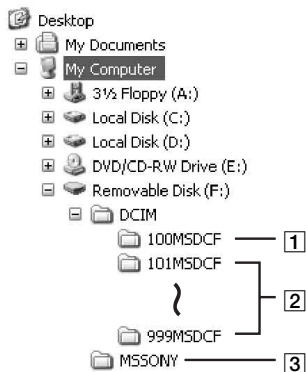 Desktop
My Documents
My Computer
3½ Floppy (A:)
Local Disk (C:)
Local Disk (D:)
DVD/CD-RW Drive (E:)
Removable Disk (F:)
DCIM
100MSDCF 1
101MSDCF
2
999MSDCF
MSSONY 3